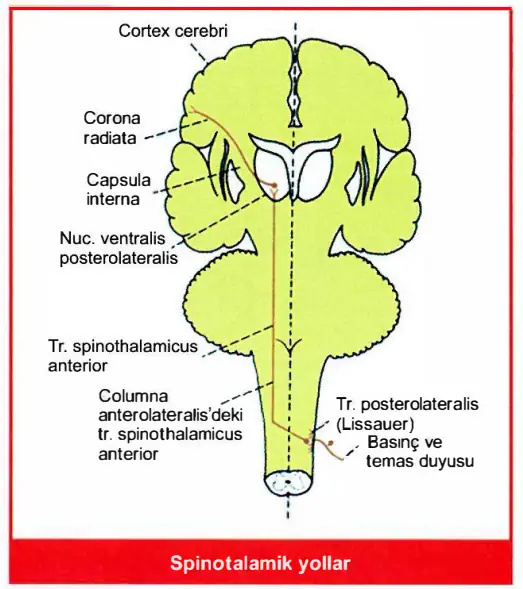 Cortex cerebri
Corona
radiata
Capsula
interna
Nuc. ventralis
posterolateralis
Tr. spinothalamicus
anterior
Columna
anterolateralis'deki
tr. spinothalamicus
anterior
Tr. posterolateralis
(Lissauer)
Basınç ve
temas duyusu
Spinotalamik yollar